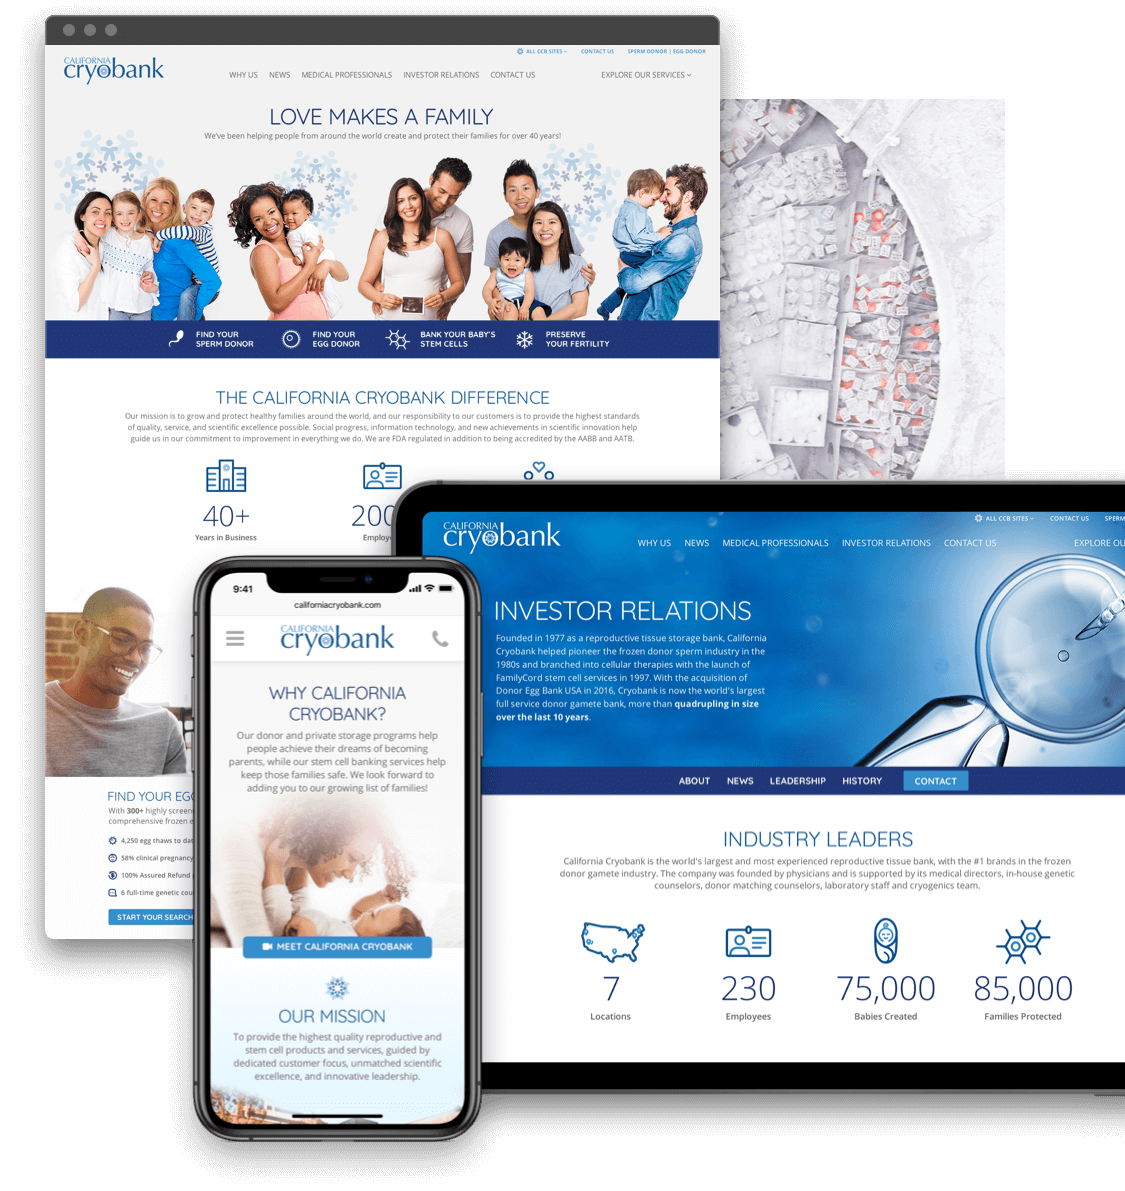 ALL CCB SITES
CONTACT US
SPERM DONOR | EGG DONOR
CALIFORNIA
cryobank
WHY US
NEWS
MEDICAL PROFESSIONALS
INVESTOR RELATIONS
CONTACT US
EXPLORE OUR SERVICES
LOVE MAKES A FAMILY
We've been helping people from around the world create and protect their families for over 40 years!
FIND YOUR
SPERM DONOR
FIND YOUR
EGG DONOR
BANK YOUR BABY'S
STEM CELLS
PRESERVE
YOUR FERTILITY
THE CALIFORNIA CRYOBANK DIFFERENCE
Our mission is to grow and protect healthy families around the world, and our responsibility to our customers is to provide the highest standards
of quality, service, and scientific excellence possible. Social progress, information technology, and new achievements in scientific innovation help
guide us in our commitment to improvement in everything we do. We are FDA regulated in addition to being accredited by the AABB and AATB.
40+
Years in Business
200
Employ
FIND YOUR EG
With 300+ highly screen
comprehensive frozen e
4,250 egg thaws to dat
58% clinical pregnancy
100% Assured Refund
6 full-time genetic cou
START YOUR SEARCH
ALL CCB SITES
CONTACT US
SPERM
CALIFORNIA
cryobank
WHY US
NEWS
MEDICAL PROFESSIONALS
INVESTOR RELATIONS
CONTACT US
EXPLORE OU
INVESTOR RELATIONS
Founded in 1977 as a reproductive tissue storage bank, California
Cryobank helped pioneer the frozen donor sperm industry in the
1980s and branched into cellular therapies with the launch of
FamilyCord stem cell services in 1997. With the acquisition of
Donor Egg Bank USA in 2016, Cryobank is now the world's largest
full service donor gamete bank, more than quadrupling in size
over the last 10 years.
ABOUT
NEWS
LEADERSHIP
HISTORY
CONTACT
INDUSTRY LEADERS
California Cryobank is the world's largest and most experienced reproductive tissue bank, with the #1 brands in the frozen
donor gamete industry. The company was founded by physicians and is supported by its medical directors, in-house genetic
counselors, donor matching counselors, laboratory staff and cryogenics team.
7
Locations
230
Employees
75,000
Babies Created
85,000
Families Protected
9:41
californiacryobank.com
CALIFORNIA
cryobank
WHY CALIFORNIA
CRYOBANK?
Our donor and private storage programs help
people achieve their dreams of becoming
parents, while our stem cell banking services help
keep those families safe. We look forward to
adding you to our growing list of families!
MEET CALIFORNIA CRYOBANK
OUR MISSION
To provide the highest quality reproductive and
stem cell products and services, guided by
dedicated customer focus, unmatched scientific
excellence, and innovative leadership.